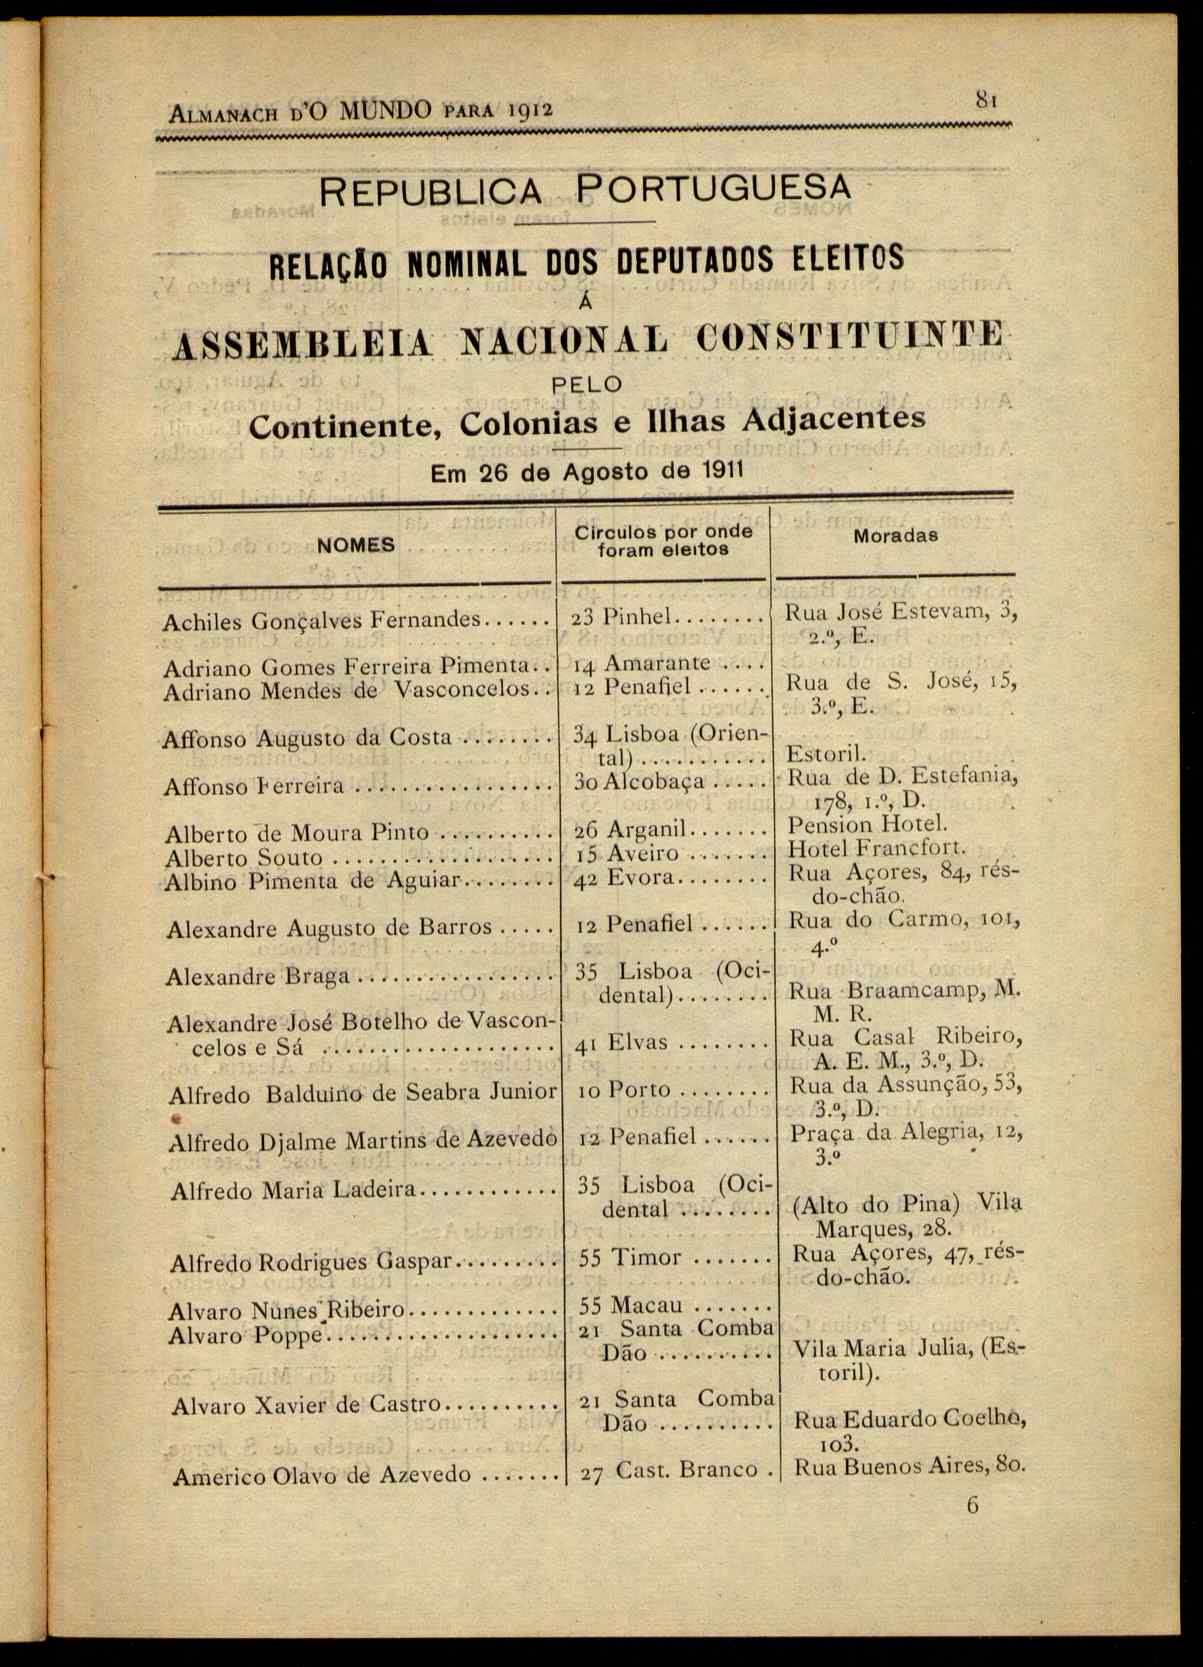 ALMANACH D'O MUNDO PARA 1912 81
REPUBLICA PORTUGUESA
RELAÇÃO NOMINAL DOS DEPUTADOS ELEITOS
Á
ASSEMBLEIA NACIONAL CONSTITUINTE
PELO
Continente, Colonias e Ilhas Adjacentes
Em 26 de Agosto de 1911
NOMES
Circulos por onde
foram eleitos
Moradas
Achiles Gonçalves Fernandes...... 23 Pinhel........ Rua José Estevam, 3,
2.º, E.
Adriano Gomes Ferreira Pimenta.. 14 Amarante ....
Adriano Mendes de Vasconcelos.. 12 Penafiel ...... Rua de S. José, 15,
3.º, E.
Affonso Augusto da Costa ........ 34 Lisboa (Orien-
tal) ........... Estoril.
Affonso Ferreira ................. 30 Alcobaça ..... Rua de D. Estefania,
178, 1.º, D.
Alberto de Moura Pinto .......... 26 Arganil....... Pension Hotel.
Alberto Souto ................... 15 Aveiro ....... Hotel Francfort.
Albino Pimenta de Aguiar........ 42 Evora........ Rua Açores, 84, rés-
do-chão.
Alexandre Augusto de Barros ..... 12 Penafiel ...... Rua do Carmo, 101,
4.º
Alexandre Braga ................. 35 Lisboa (Oci-
dental)........ Rua Braamcamp, M.
M. R.
Alexandre José Botelho de Vascon-
celos e Sá .................... 41 Elvas ........ Rua Casal Ribeiro,
A. E. M., 3.º, D.
Alfredo Balduino de Seabra Junior 10 Porto ........ Rua da Assunção, 53,
3.º, D.
Alfredo Djalme Martins de Azevedo 12 Penafiel ...... Praça da Alegria, 12,
3.º
Alfredo Maria Ladeira............ 35 Lisboa (Oci-
dental ........ (Alto do Pina) Vila
Marques, 28.
Alfredo Rodrigues Gaspar......... 55 Timor ....... Rua Açores, 47, rés-
do-chão.
Alvaro Nunes Ribeiro............. 55 Macau .......
Alvaro Poppe.................... 21 Santa Comba
Dão .......... Vila Maria Julia, (Es-
toril).
Alvaro Xavier de Castro.......... 21 Santa Comba
Dão .......... Rua Eduardo Coelho,
103.
Americo Olavo de Azevedo ....... 27 Cast. Branco . Rua Buenos Aires, 80.
6